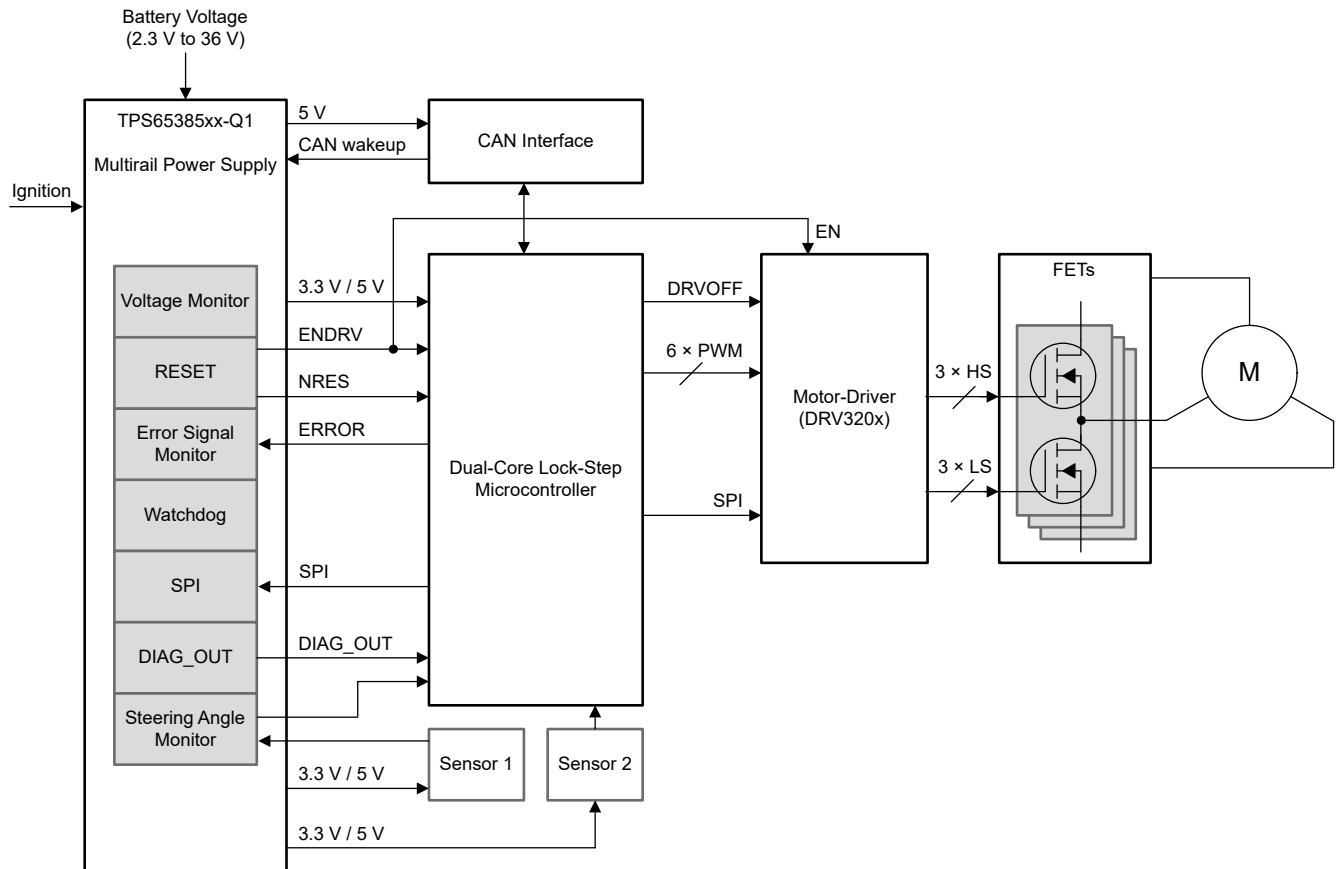 Battery Voltage
(2.3 V to 36 V)
TPS65385xx-Q1
Multirail Power Supply
Ignition
5 V
CAN wakeup
CAN Interface
EN
Voltage Monitor
RESET
Error Signal
Monitor
Watchdog
SPI
DIAG_OUT
Steering Angle
Monitor
3.3 V / 5 V
ENDRV
NRES
ERROR
SPI
DIAG_OUT
3.3 V / 5 V
3.3 V / 5 V
Dual-Core Lock-Step
Microcontroller
Sensor 1
Sensor 2
DRVOFF
6 × PWM
SPI
Motor-Driver
(DRV320x)
3 × HS
3 × LS
FETs
M